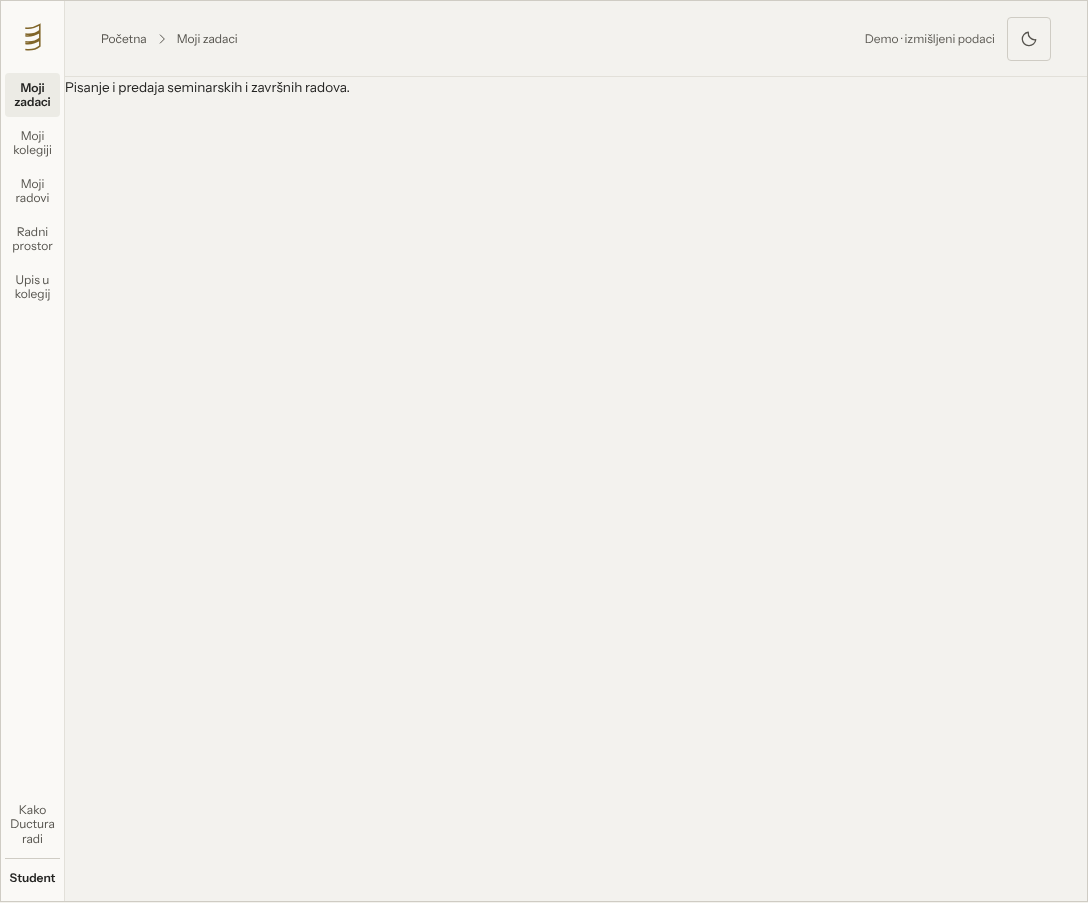 Početna
Moji zadaci
Demo · izmišljeni podaci
Moji
zadaci
Moji
kolegiji
Moji
radovi
Radni
prostor
Upis u
kolegij
Kako
Ductura
radi
Student
Pisanje i predaja seminarskih i završnih radova.